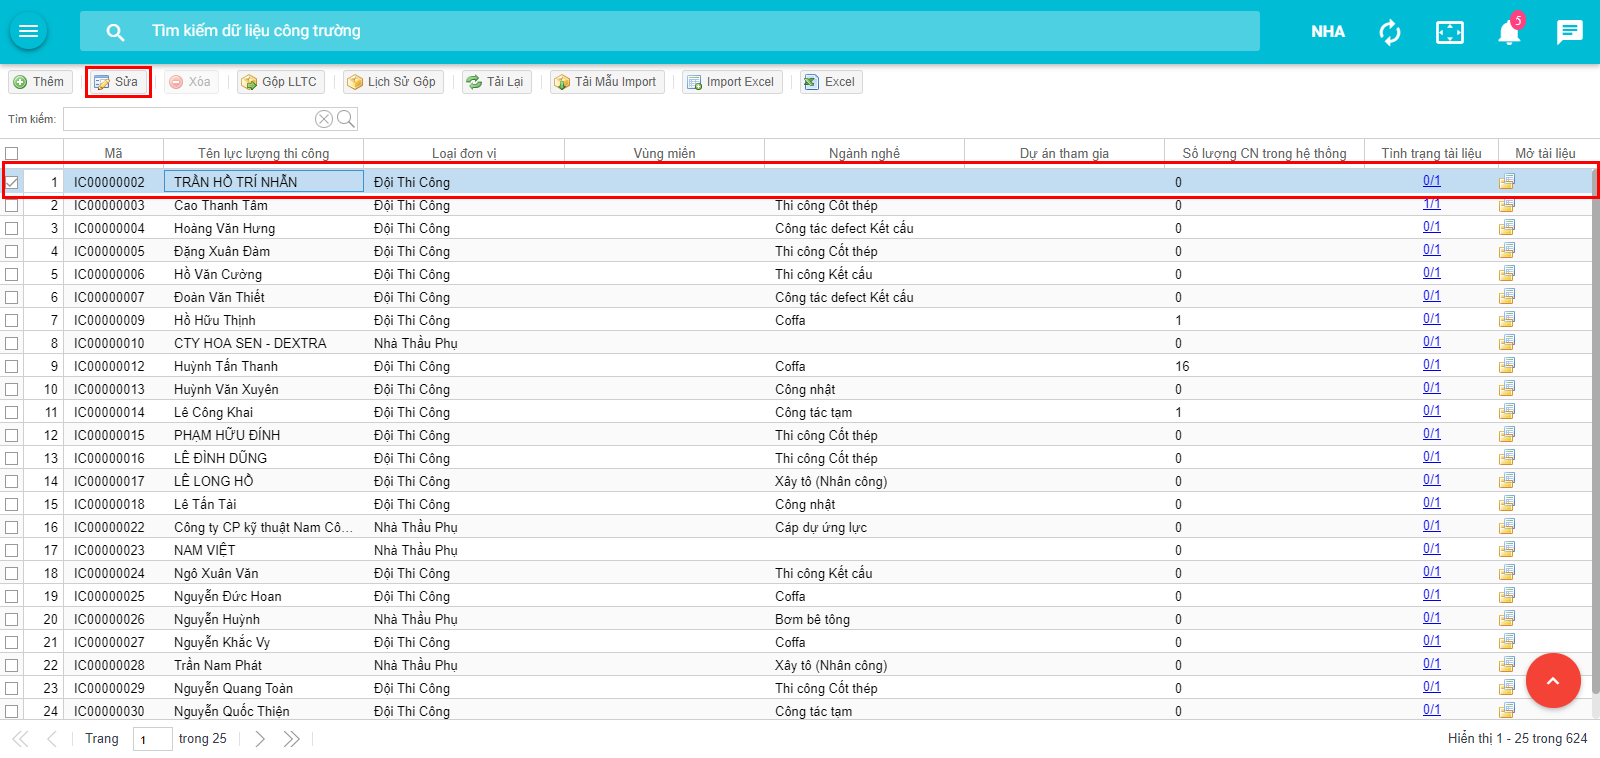 Tìm kiếm dữ liệu công trường NHA 5
Thêm Sửa Xóa Gộp LLTC Lịch Sử Gộp Tải Lại Tải Mẫu Import Import Excel Excel
Tìm kiếm:
Mã Tên lực lượng thi công Loại đơn vị Vùng miền Ngành nghề Dự án tham gia Số lượng CN trong hệ thống Tình trạng tài liệu Mở tài liệu
1 IC00000002 TRẦN HỒ TRÍ NHẪN Đội Thi Công 0 0/1
2 IC00000003 Cao Thanh Tâm Đội Thi Công Thi công Cốt thép 0 1/1
3 IC00000004 Hoàng Văn Hưng Đội Thi Công Công tác defect Kết cấu 0 0/1
4 IC00000005 Đặng Xuân Đàm Đội Thi Công Thi công Cốt thép 0 0/1
5 IC00000006 Hồ Văn Cường Đội Thi Công Thi công Kết cấu 0 0/1
6 IC00000007 Đoàn Văn Thiết Đội Thi Công Công tác defect Kết cấu 0 0/1
7 IC00000009 Hồ Hữu Thịnh Đội Thi Công Coffa 1 0/1
8 IC00000010 CTY HOA SEN - DEXTRA Nhà Thầu Phụ 0 0/1
9 IC00000012 Huỳnh Tấn Thanh Đội Thi Công Coffa 16 0/1
10 IC00000013 Huỳnh Văn Xuyên Đội Thi Công Công nhật 0 0/1
11 IC00000014 Lê Công Khai Đội Thi Công Công tác tạm 1 0/1
12 IC00000015 PHẠM HỮU ĐÍNH Đội Thi Công Thi công Cốt thép 0 0/1
13 IC00000016 LÊ ĐÌNH DŨNG Đội Thi Công Thi công Cốt thép 0 0/1
14 IC00000017 LÊ LONG HỒ Đội Thi Công Xây tô (Nhân công) 0 0/1
15 IC00000018 Lê Tấn Tài Đội Thi Công Công nhật 0 0/1
16 IC00000022 Công ty CP kỹ thuật Nam Cô... Nhà Thầu Phụ Cáp dự ứng lực 0 0/1
17 IC00000023 NAM VIỆT Nhà Thầu Phụ 0 0/1
18 IC00000024 Ngô Xuân Văn Đội Thi Công Thi công Kết cấu 0 0/1
19 IC00000025 Nguyễn Đức Hoan Đội Thi Công Coffa 0 0/1
20 IC00000026 Nguyễn Huỳnh Nhà Thầu Phụ Bơm bê tông 0 0/1
21 IC00000027 Nguyễn Khắc Vy Đội Thi Công Coffa 0 0/1
22 IC00000028 Trần Nam Phát Nhà Thầu Phụ Xây tô (Nhân công) 0 0/1
23 IC00000029 Nguyễn Quang Toàn Đội Thi Công Thi công Cốt thép 0 0/1
24 IC00000030 Nguyễn Quốc Thiện Đội Thi Công Công tác tạm 0 0/1
Trang 1 trong 25 Hiển thị 1 - 25 trong 624